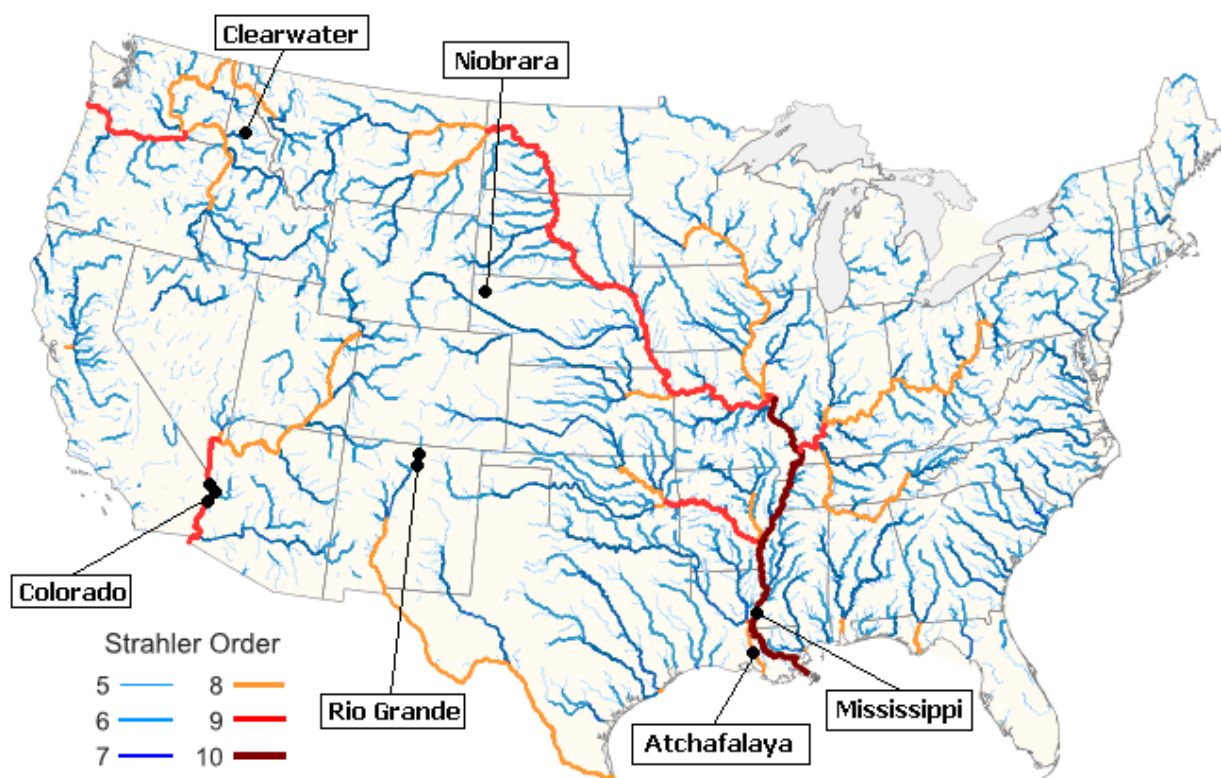 Clearwater
Niobrara
Colorado
Strahler Order
5 8
6 9
7 10
Rio Grande
Mississippi
Atchafalaya